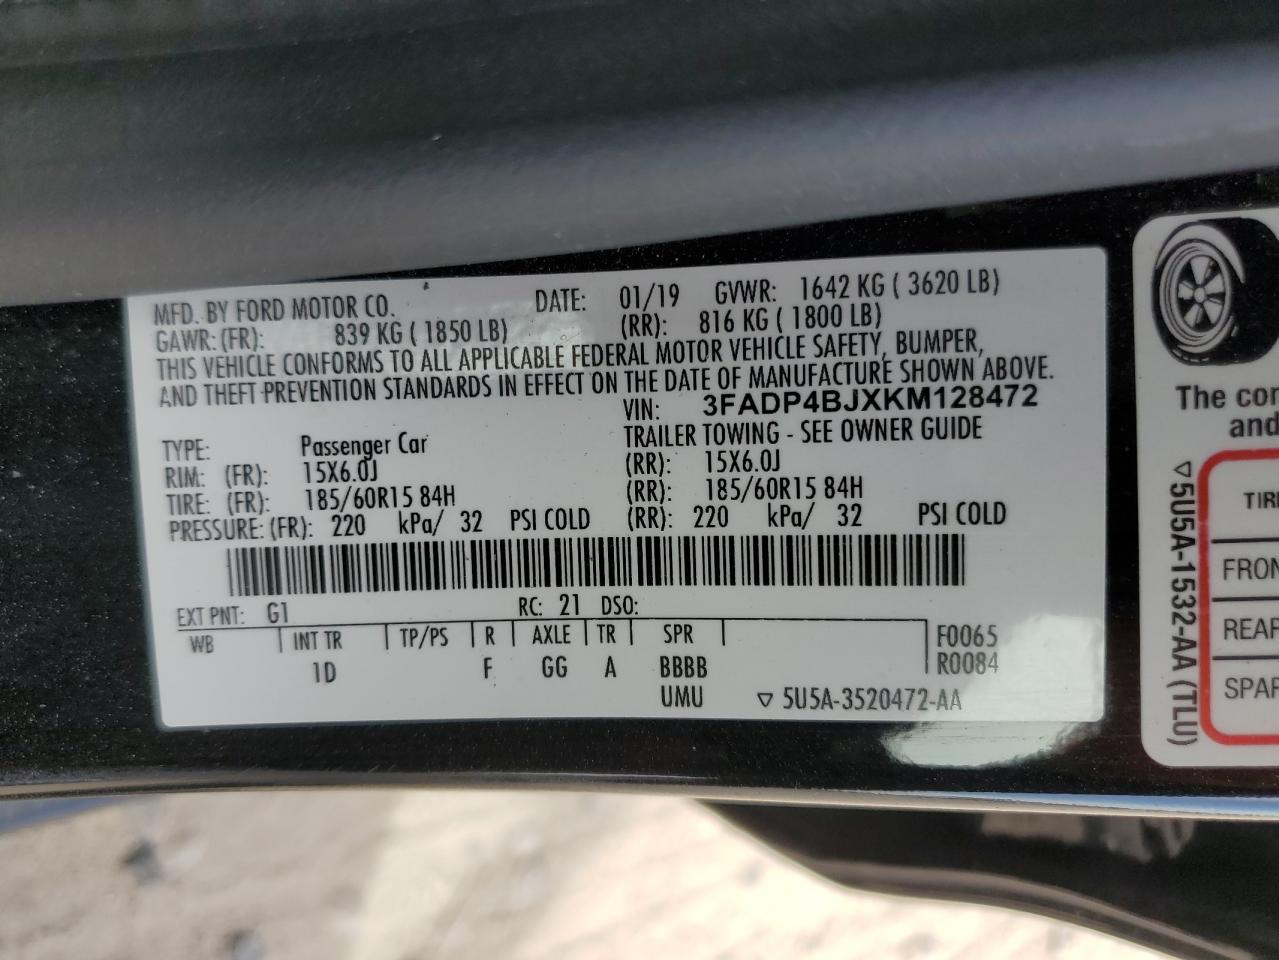 MFD. BY FORD MOTOR CO. DATE: 01/19 GVWR: 1642 KG ( 3620 LB)
GAWR: (FR): 839 KG ( 1850 LB) (RR): 816 KG ( 1800 LB)
THIS VEHICLE CONFORMS TO ALL APPLICABLE FEDERAL MOTOR VEHICLE SAFETY, BUMPER,
AND THEFT PREVENTION STANDARDS IN EFFECT ON THE DATE OF MANUFACTURE SHOWN ABOVE.
VIN: 3FADP4BJXKM128472
TYPE: Passenger Car TRAILER TOWING - SEE OWNER GUIDE
RIM: (FR): 15X6.0J (RR): 15X6.0J
TIRE: (FR): 185/60R15 84H (RR): 185/60R15 84H
PRESSURE: (FR): 220 kPa/ 32 PSI COLD (RR): 220 kPa/ 32 PSI COLD
EXT PNT: G1 RC: 21 DSO:
WB INT TR TP/PS R AXLE TR SPR F0065
1D F GG A BBBB R0084
UMU ▽ 5U5A-3520472-AA
The con
and
▽5U5A-1532-AA (TLU)
TIRE
FRON
REAR
SPAR